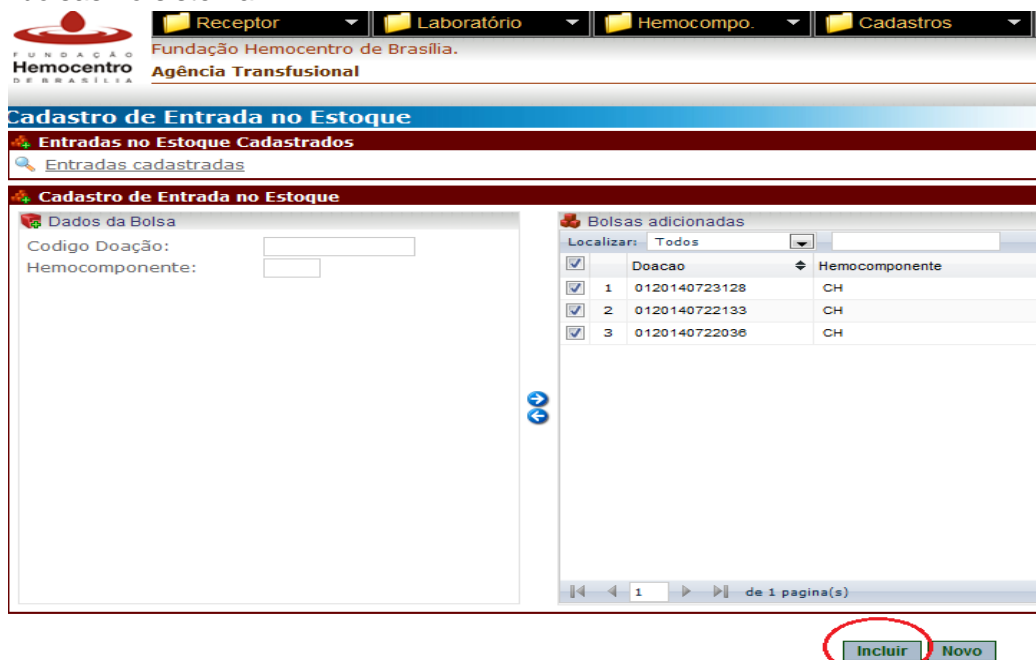 Receptor Laboratório Hemocompo. Cadastros
FUNDAÇÃO
Hemocentro
DE BRASÍLIA
Fundação Hemocentro de Brasília.
Agência Transfusional
Cadastro de Entrada no Estoque
Entradas no Estoque Cadastrados
Entradas cadastradas
Cadastro de Entrada no Estoque
Dados da Bolsa
Codigo Doação:
Hemocomponente:
Bolsas adicionadas
Localizar: Todos
Doacao Hemocomponente
1 0120140723128 CH
2 0120140722133 CH
3 0120140722036 CH
1 de 1 pagina(s)
Incluir Novo